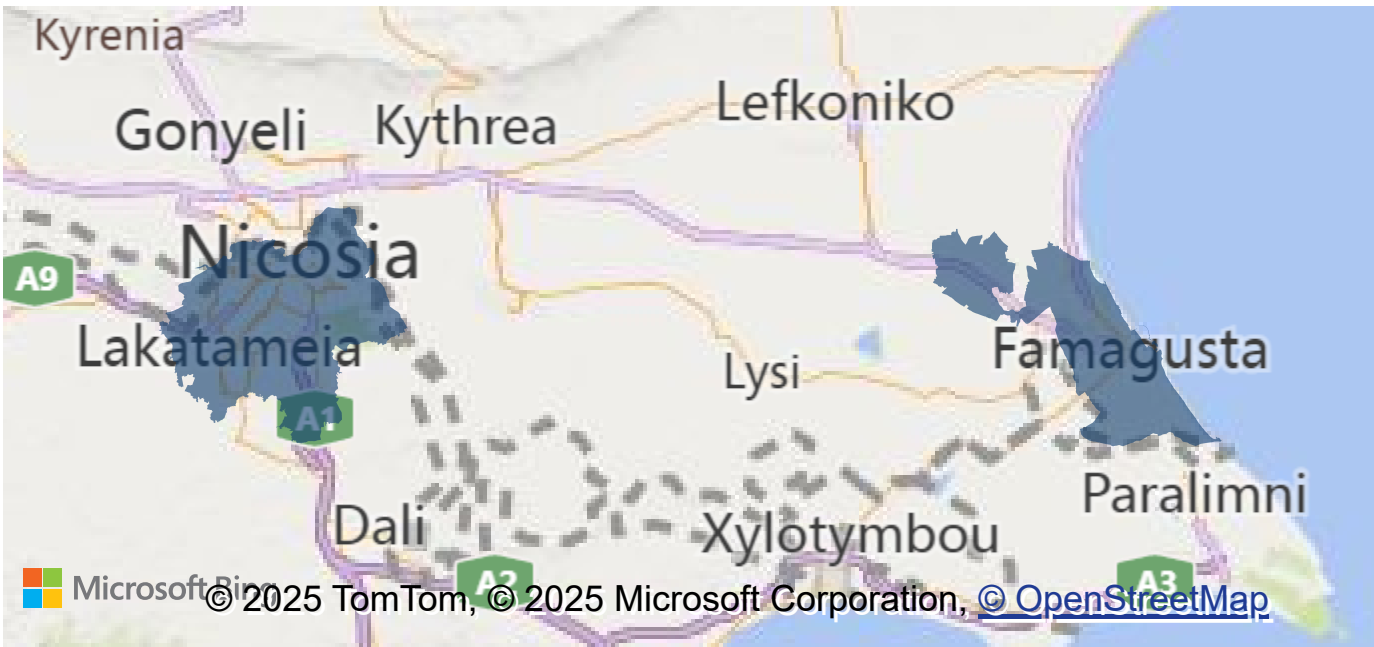 Kyrenia
Lefkoniko
Gonyeli
Kythrea
Nicosia
A9
Lakatameia
Famagusta
Lysi
A1
Paralimni
Dali
Xylotymbou
A2
A3
Microsoft Bing
© 2025 TomTom, © 2025 Microsoft Corporation, © OpenStreetMap